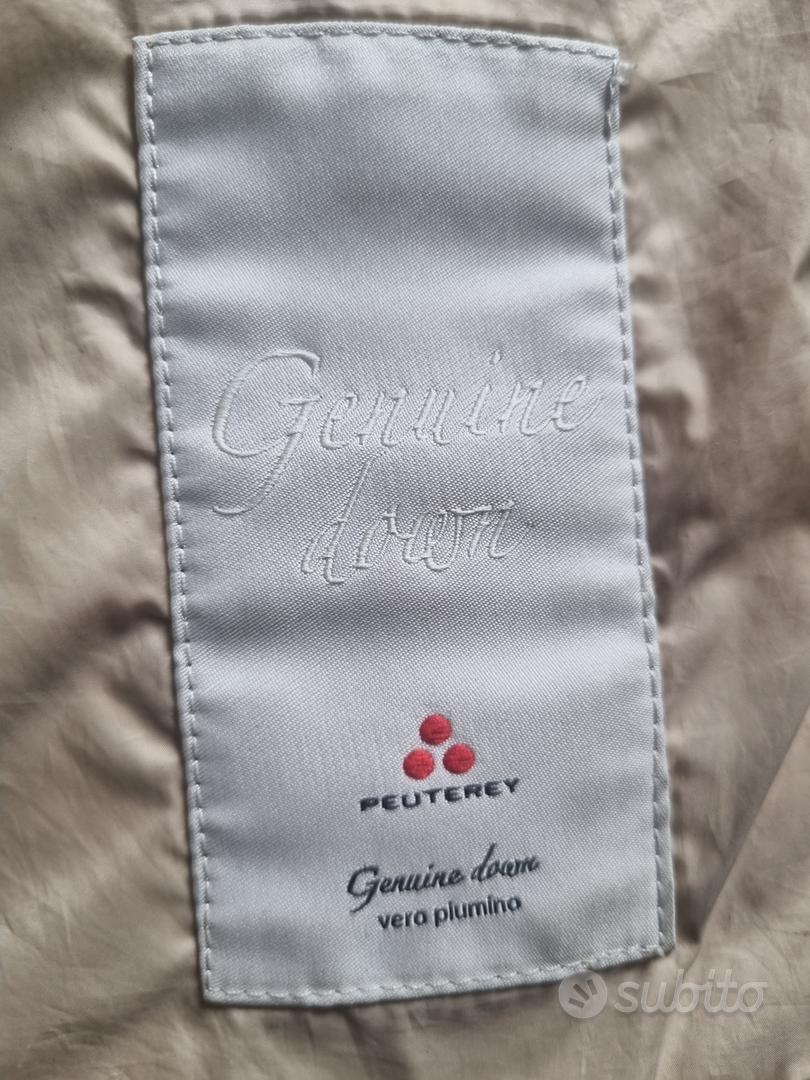 Genuine
down
PEUTEREY
Genuine down
vero piumino
subito